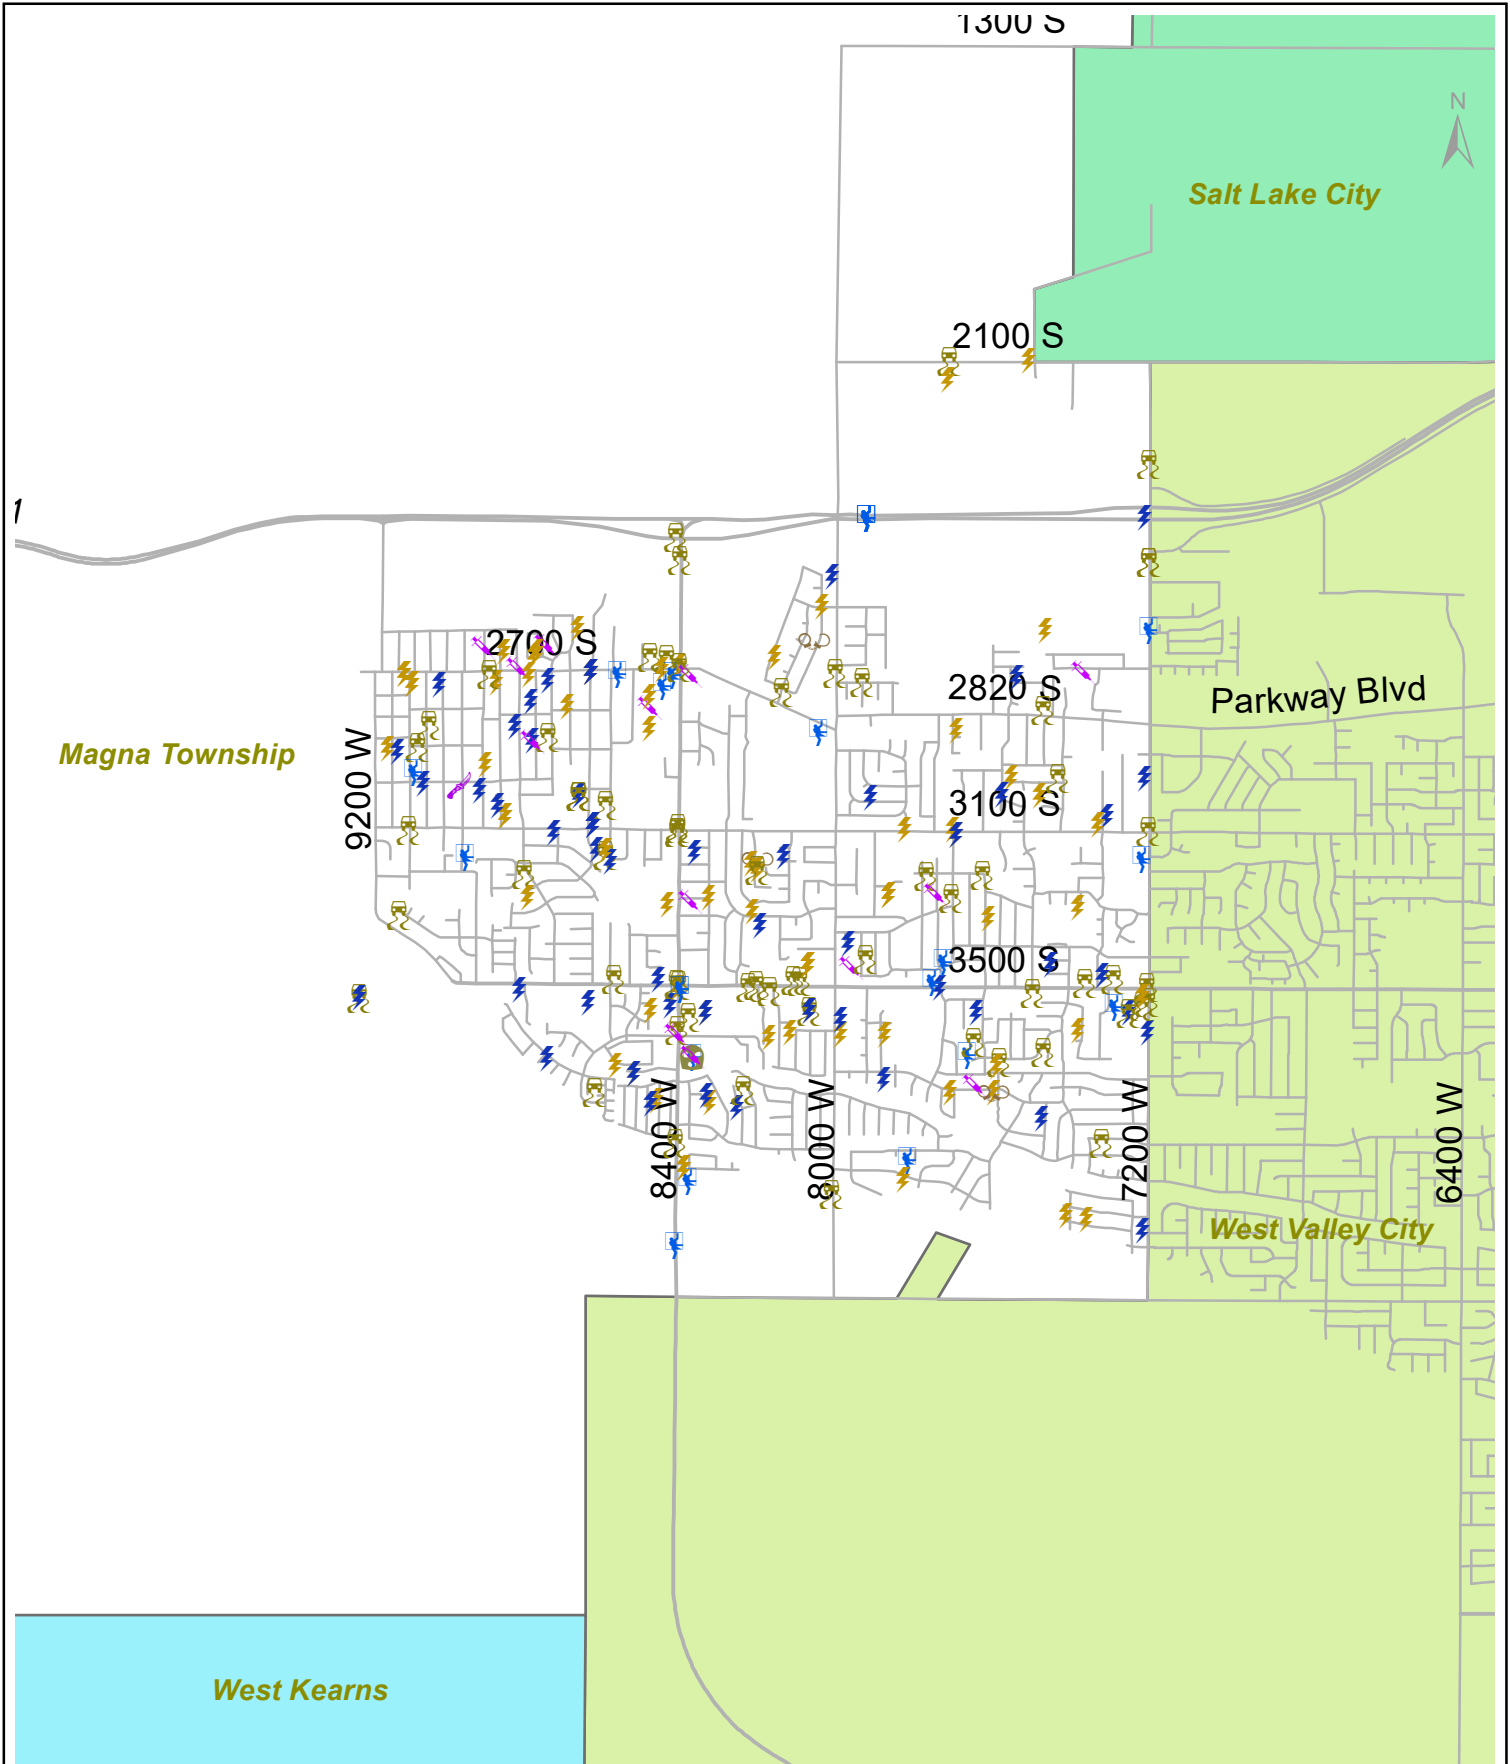 1300 S
N
Salt Lake City
2100 S
1
2700 S
2820 S
Parkway Blvd
Magna Township
9200 W
3100 S
3500 S
8400 W
8000 W
7200 W
6400 W
West Valley City
West Kearns